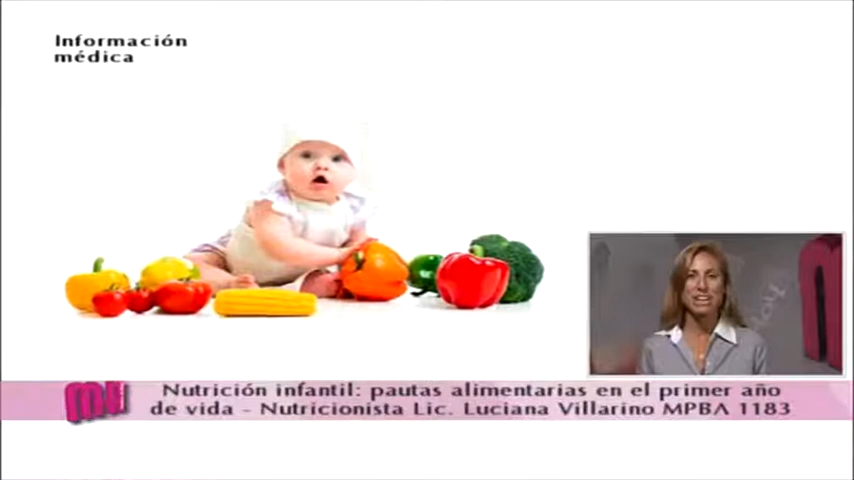 Información
médica
Nutrición infantil: pautas alimentarias en el primer año
de vida - Nutricionista Lic. Luciana Villarino MPBA 1183